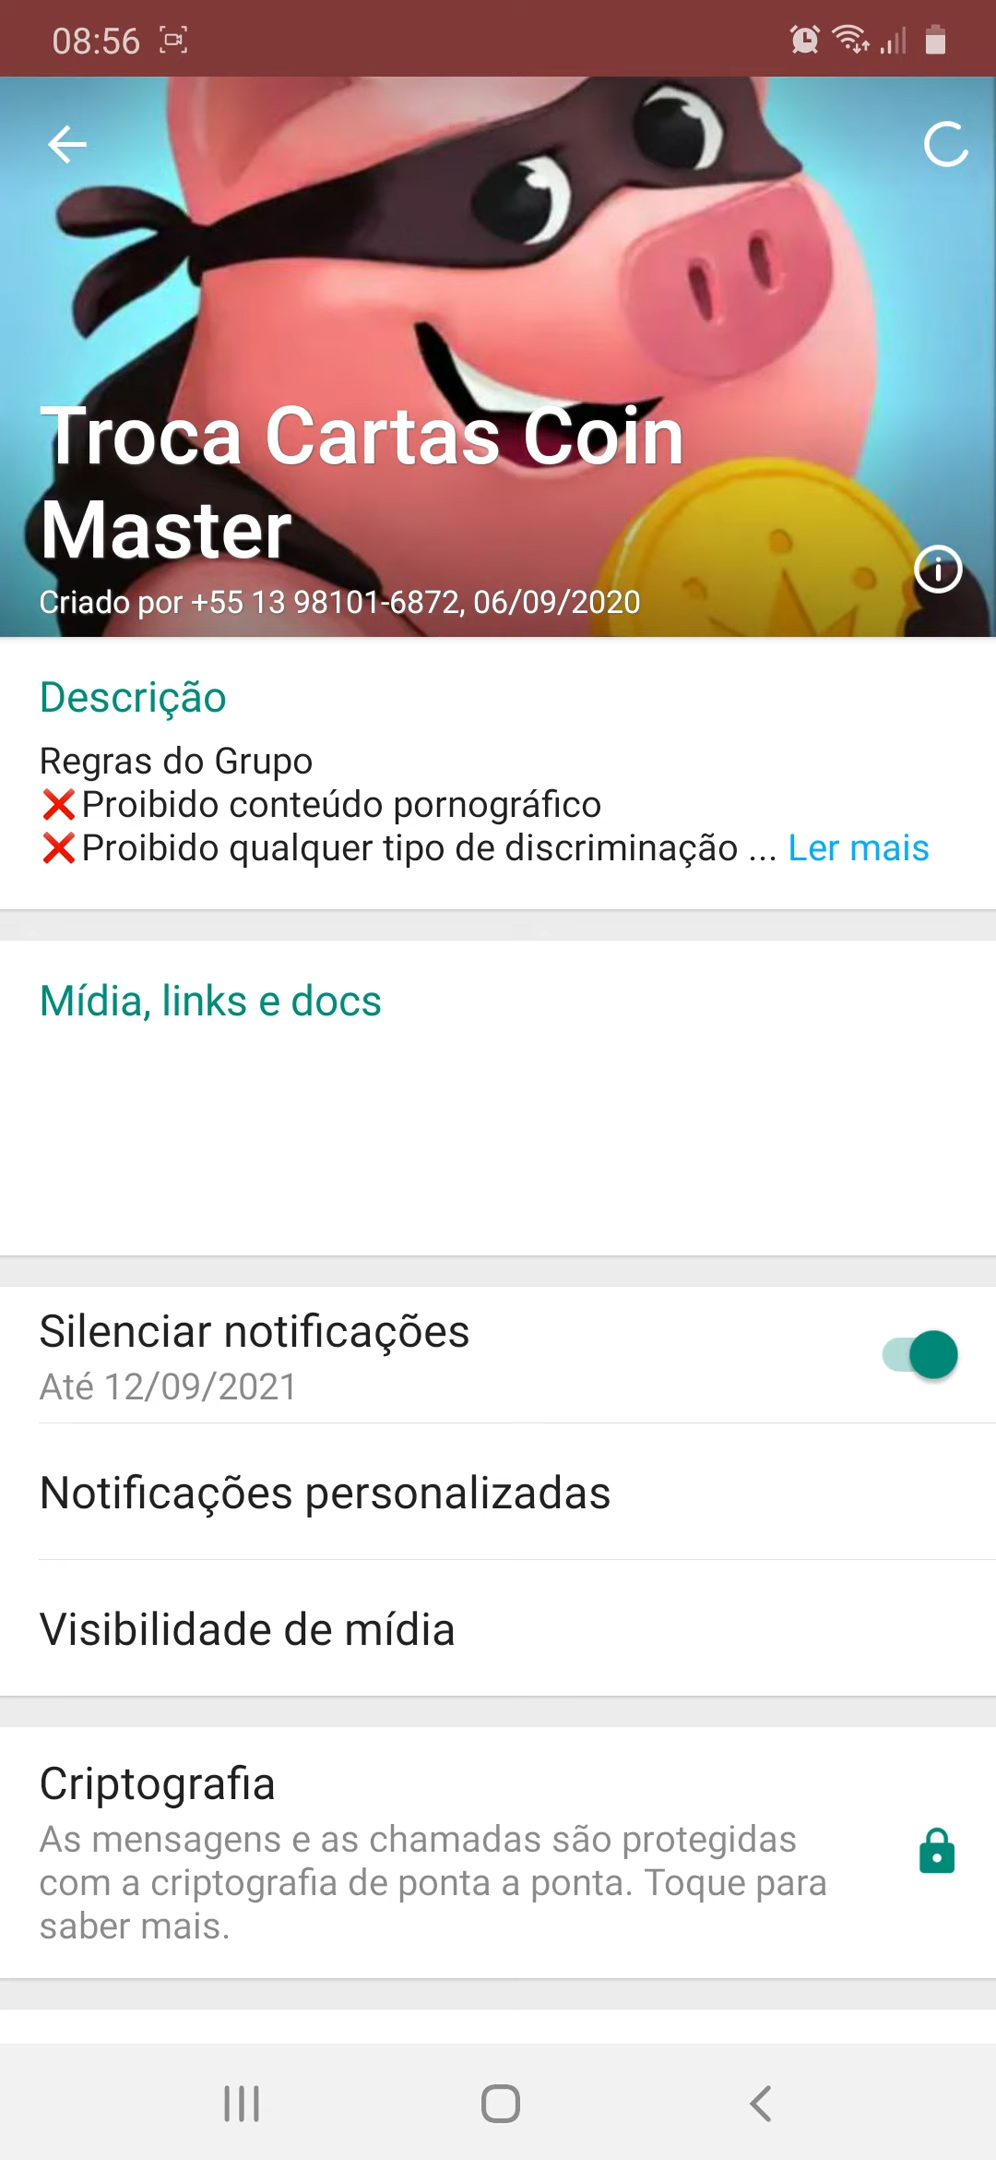 08:56
Troca Cartas Coin
Master
Criado por +55 13 98101-6872, 06/09/2020
Descrição
Regras do Grupo
❌Proibido conteúdo pornográfico
❌Proibido qualquer tipo de discriminação ... Ler mais
Mídia, links e docs
Silenciar notificações
Até 12/09/2021
Notificações personalizadas
Visibilidade de mídia
Criptografia
As mensagens e as chamadas são protegidas
com a criptografia de ponta a ponta. Toque para
saber mais.